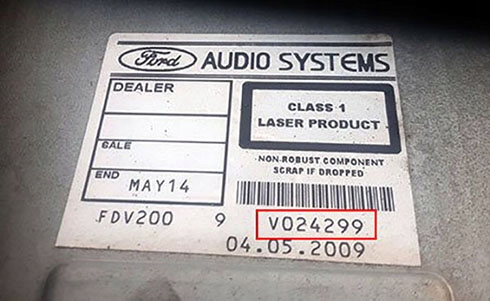 Ford AUDIO SYSTEMS
DEALER
CLASS 1
LASER PRODUCT
SALE
NON-ROBUST COMPONENT
SCRAP IF DROPPED
END MAY14
FDV200 9 V024299
04.05.2009